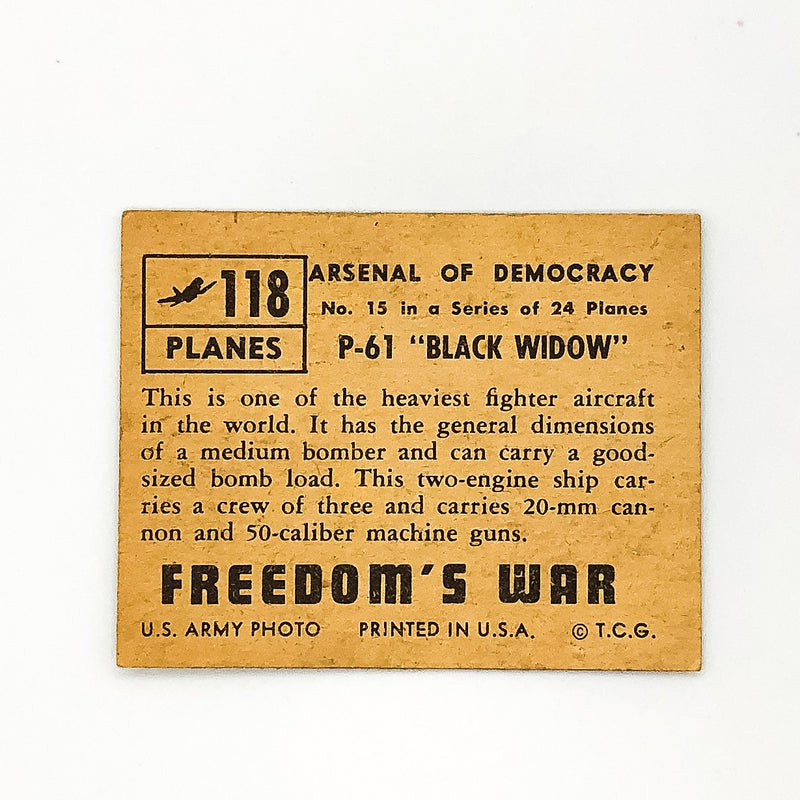 118
PLANES
ARSENAL OF DEMOCRACY
No. 15 in a Series of 24 Planes
P-61 "BLACK WIDOW"
This is one of the heaviest fighter aircraft
in the world. It has the general dimensions
of a medium bomber and can carry a good-
sized bomb load. This two-engine ship car-
ries a crew of three and carries 20-mm can-
non and 50-caliber machine guns.
FREEDOM'S WAR
U.S. ARMY PHOTO PRINTED IN U.S.A. © T.C.G.